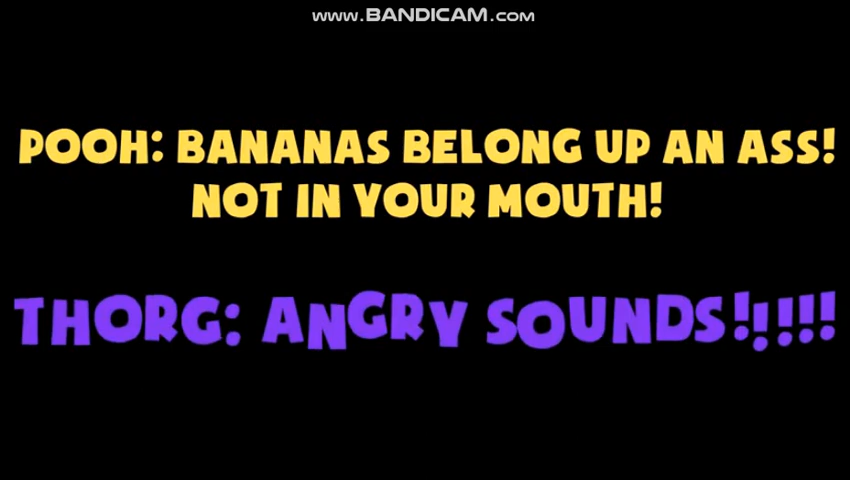 www.BANDICAM.com
POOH: BANANAS BELONG UP AN ASS!
NOT IN YOUR MOUTH!
THORG: ANGRY SOUNDS!!!!!